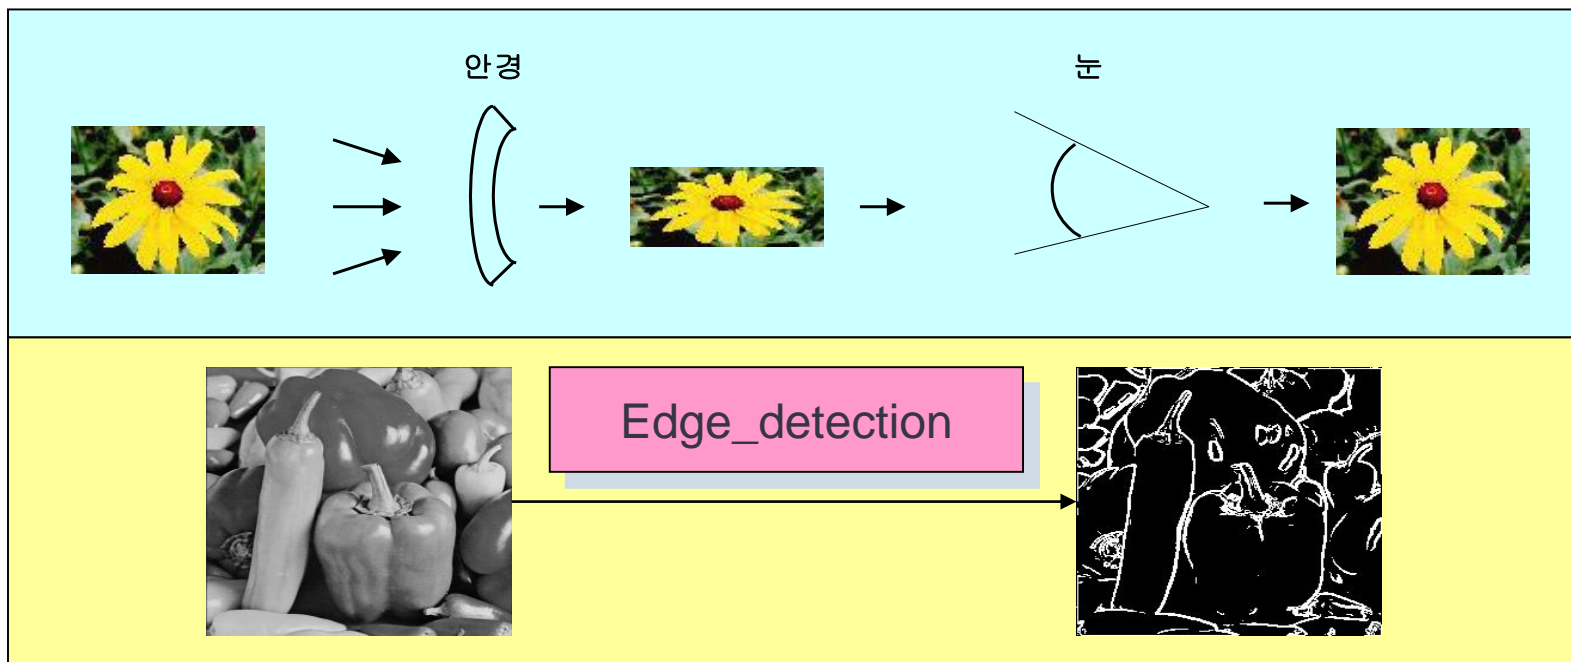 안경
눈
Edge_detection